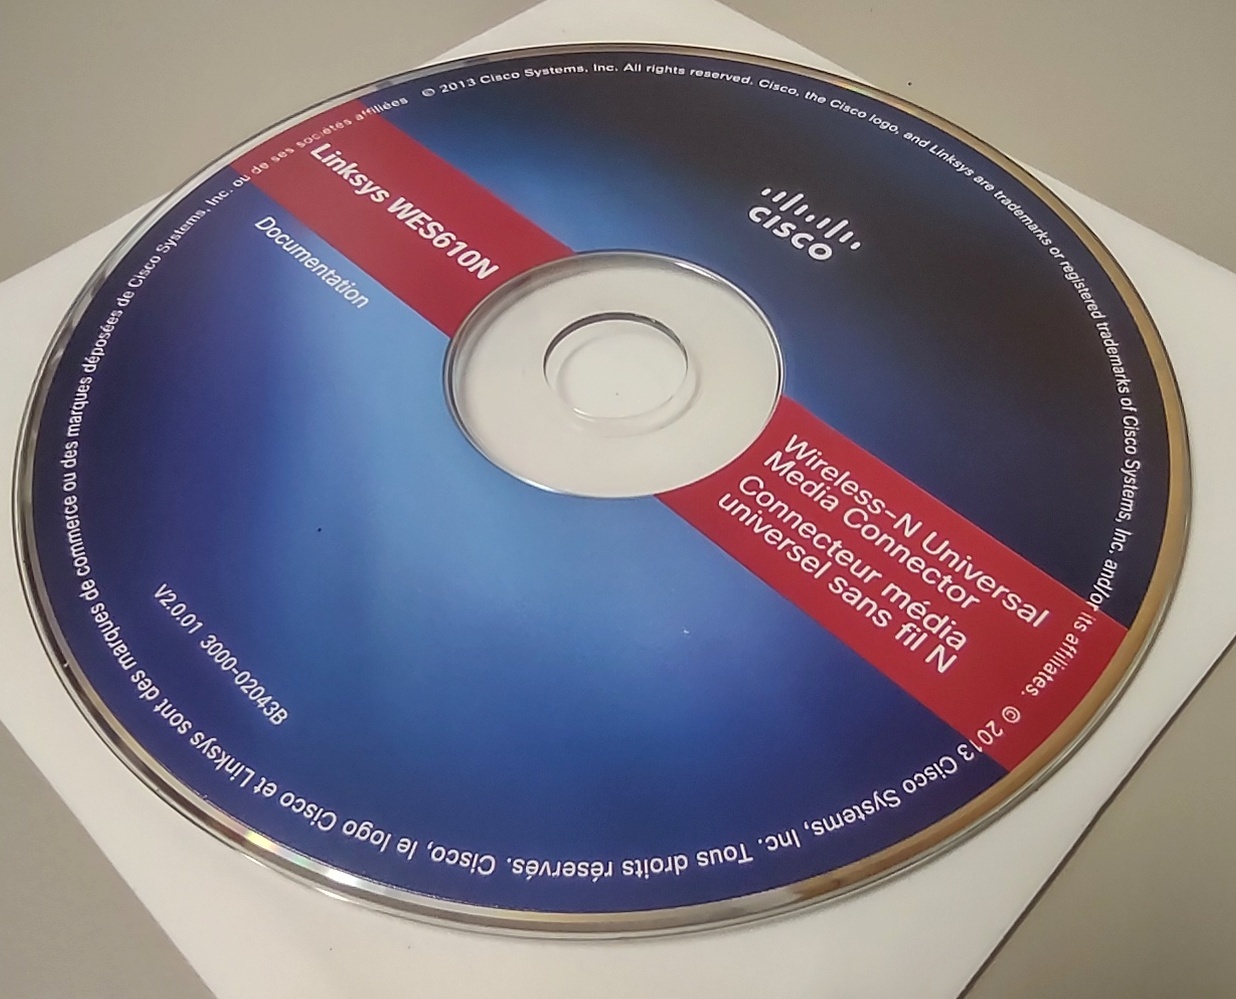 © 2013 Cisco Systems, Inc. All rights reserved. Cisco, the Cisco logo, and Linksys are trademarks or registered trademarks of Cisco Systems, Inc. and/or its affiliates.
© 2013 Cisco Systems, Inc. Tous droits réservés. Cisco, le logo Cisco et Linksys sont des marques de commerce ou des marques déposées de Cisco Systems, Inc. ou de ses sociétés affiliées
Linksys WES610N
Documentation
CISCO
Wireless-N Universal
Media Connector
Connecteur média
universel sans fil N
V2.0.01 3000-02043B